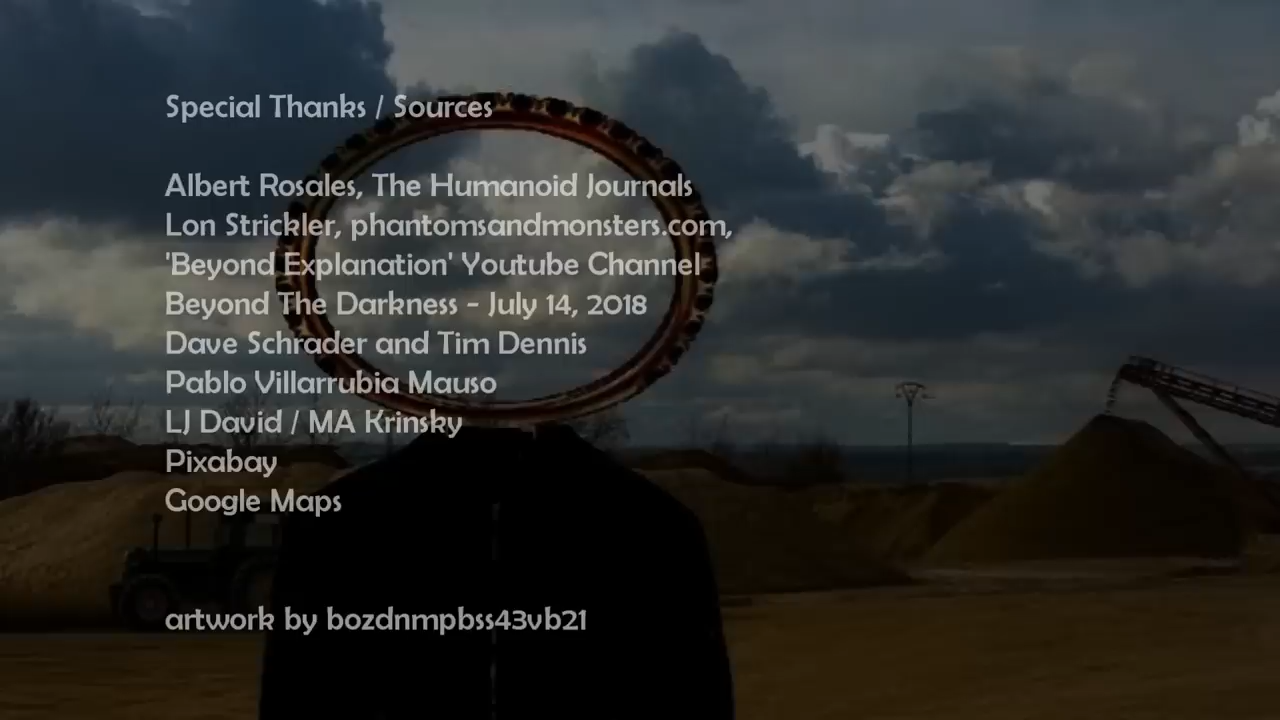 Special Thanks / Sources
Albert Rosales, The Humanoid Journals
Lon Strickler, phantomsandmonsters.com,
'Beyond Explanation' Youtube Channel
Beyond The Darkness - July 14, 2018
Dave Schrader and Tim Dennis
Pablo Villarrubia Mauso
LJ David / MA Krinsky
Pixabay
Google Maps
artwork by bozdnmpbss43vb21